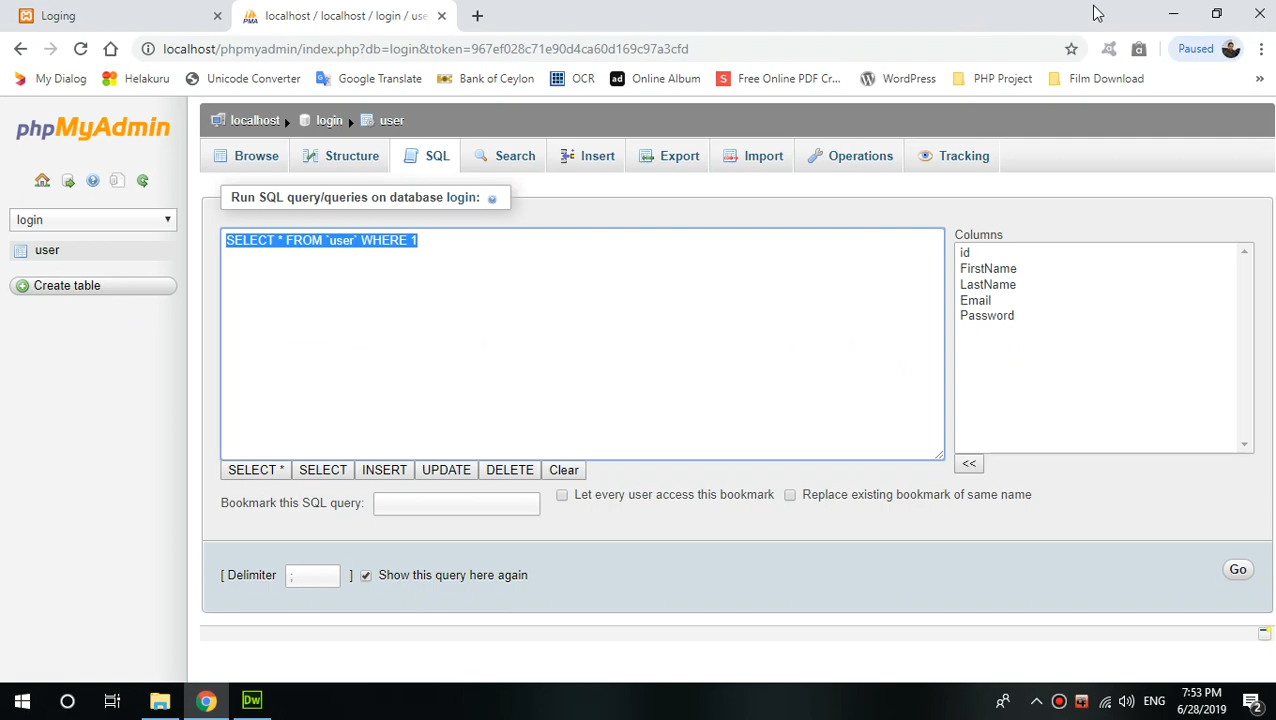 Loging
localhost / localhost / login / use
localhost/phpmyadmin/index.php?db=login&token=967ef028c71e90d4ca60d169c97a3cfd
Paused
My Dialog
Helakuru
Unicode Converter
Google Translate
Bank of Ceylon
OCR
ad
Online Album
S
Free Online PDF Cr...
WordPress
PHP Project
Film Download
»
phpMyAdmin
localhost
login
user
Browse
Structure
SQL
Search
Insert
Export
Import
Operations
Tracking
login
user
Create table
Run SQL query/queries on database login:
SELECT * FROM `user` WHERE 1
Columns
id
FirstName
LastName
Email
Password
<<
SELECT *
SELECT
INSERT
UPDATE
DELETE
Clear
Bookmark this SQL query:
Let every user access this bookmark
Replace existing bookmark of same name
[ Delimiter
;
]
Show this query here again
Go
Dw
ENG
7:53 PM
6/28/2019
2